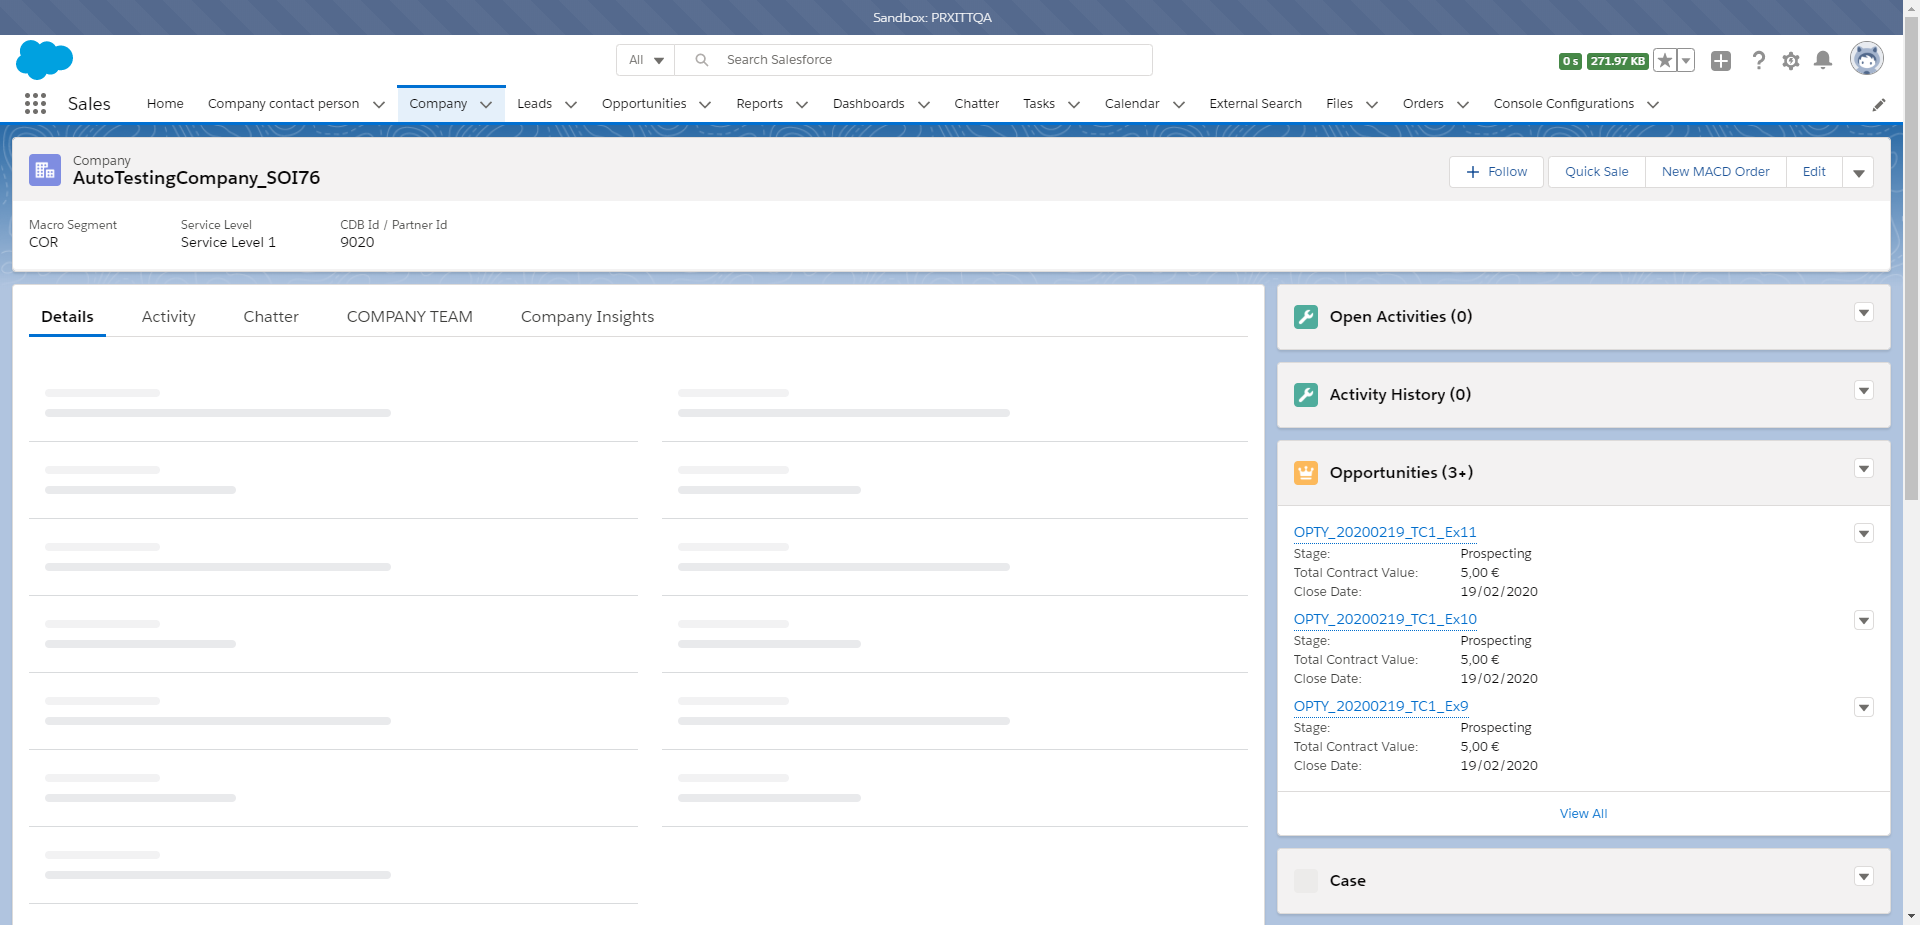 Sandbox: PRXITTQA
All
Search Salesforce
0 s
271.97 KB
Sales
Home
Company contact person
Company
Leads
Opportunities
Reports
Dashboards
Chatter
Tasks
Calendar
External Search
Files
Orders
Console Configurations
Company
AutoTestingCompany_SOI76
Follow
Quick Sale
New MACD Order
Edit
Macro Segment
COR
Service Level
Service Level 1
CDB Id / Partner Id
9020
Details
Activity
Chatter
COMPANY TEAM
Company Insights
Open Activities (0)
Activity History (0)
Opportunities (3+)
OPTY_20200219_TC1_Ex11
Stage: Prospecting
Total Contract Value: 5,00 €
Close Date: 19/02/2020
OPTY_20200219_TC1_Ex10
Stage: Prospecting
Total Contract Value: 5,00 €
Close Date: 19/02/2020
OPTY_20200219_TC1_Ex9
Stage: Prospecting
Total Contract Value: 5,00 €
Close Date: 19/02/2020
View All
Case